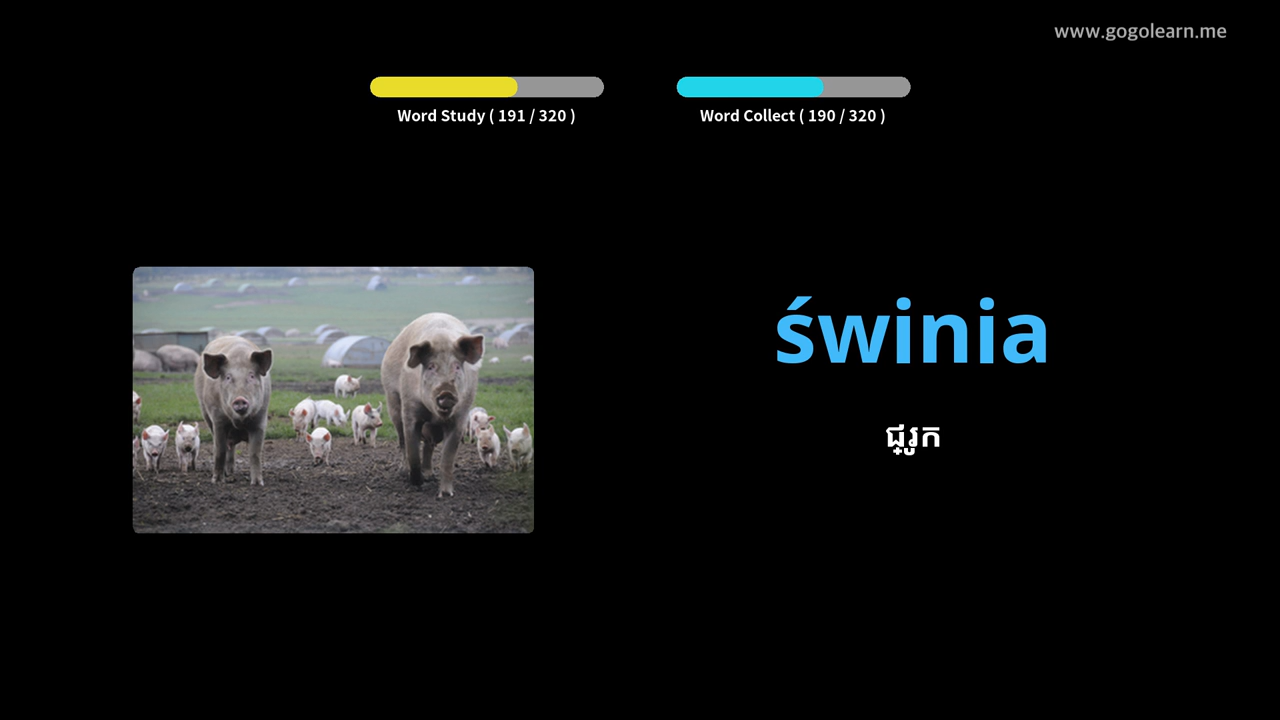 www.gogolearn.me
Word Study ( 191 / 320 )
Word Collect ( 190 / 320 )
świnia
ជ្រូក